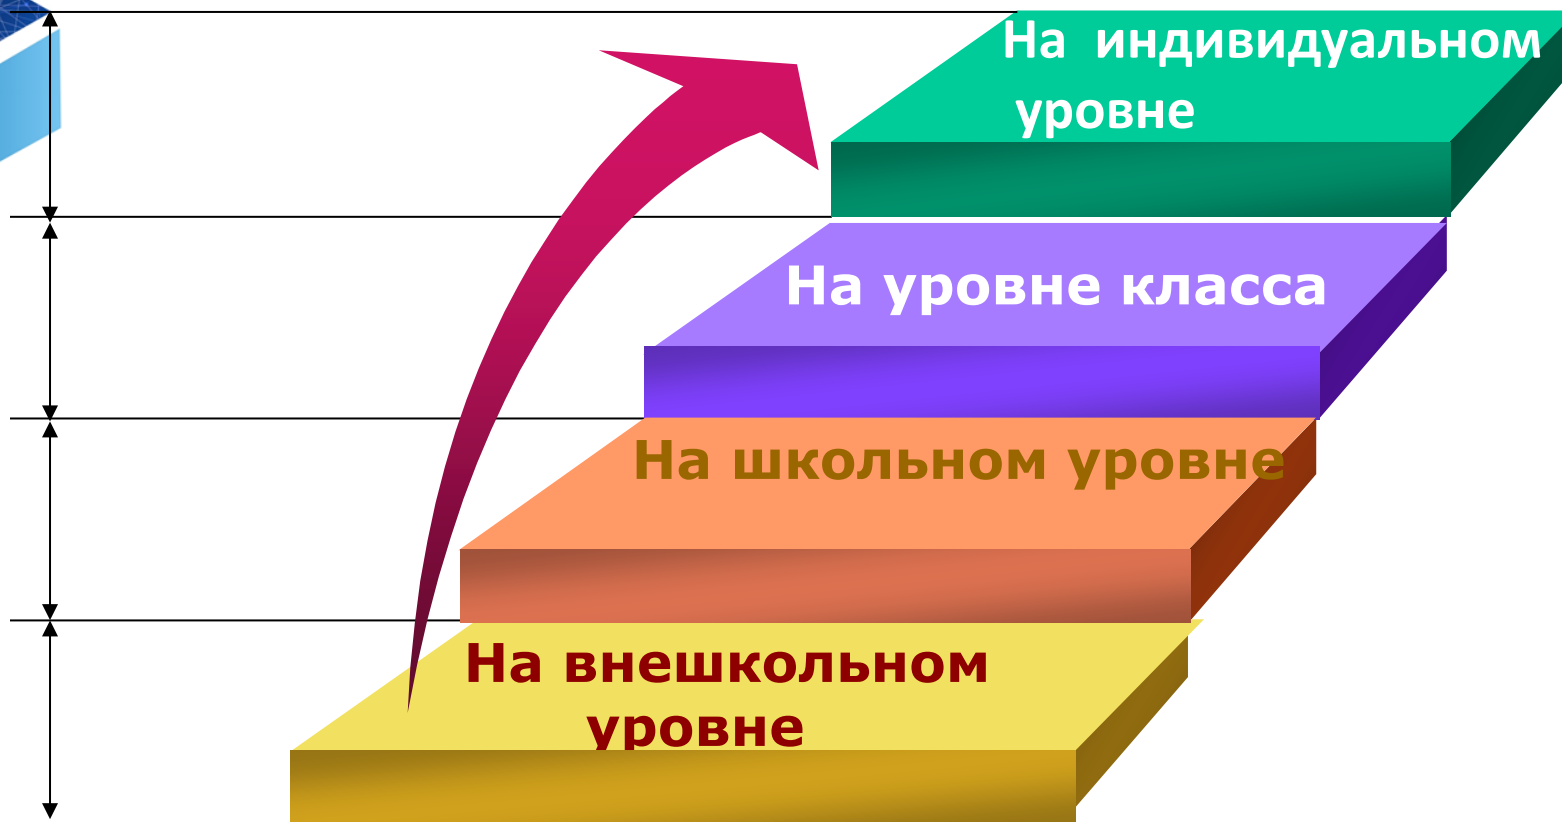 На индивидуальном
уровне
На уровне класса
На школьном уровне
На внешкольном
уровне